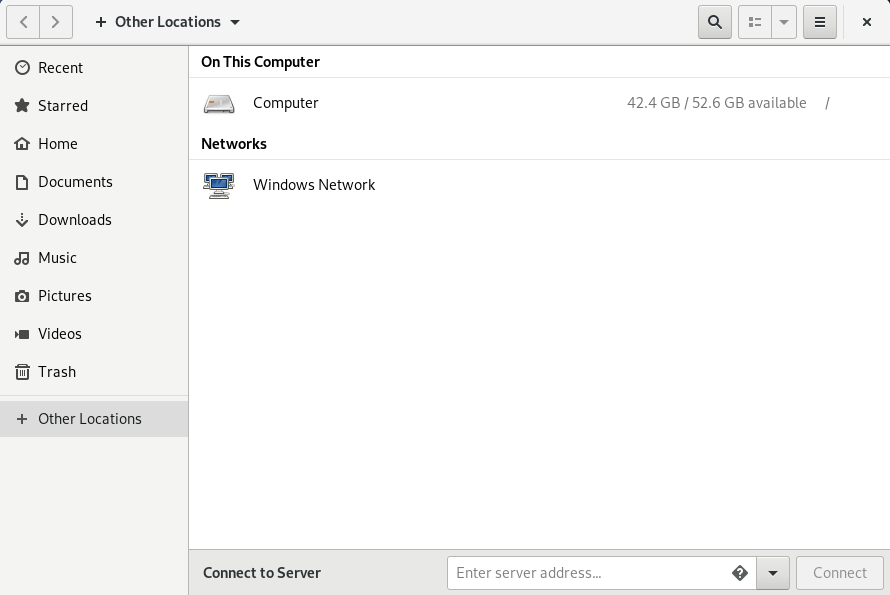 Other Locations
Recent
Starred
Home
Documents
Downloads
Music
Pictures
Videos
Trash
Other Locations
On This Computer
Computer 42.4 GB / 52.6 GB available /
Networks
Windows Network
Connect to Server Enter server address... Connect